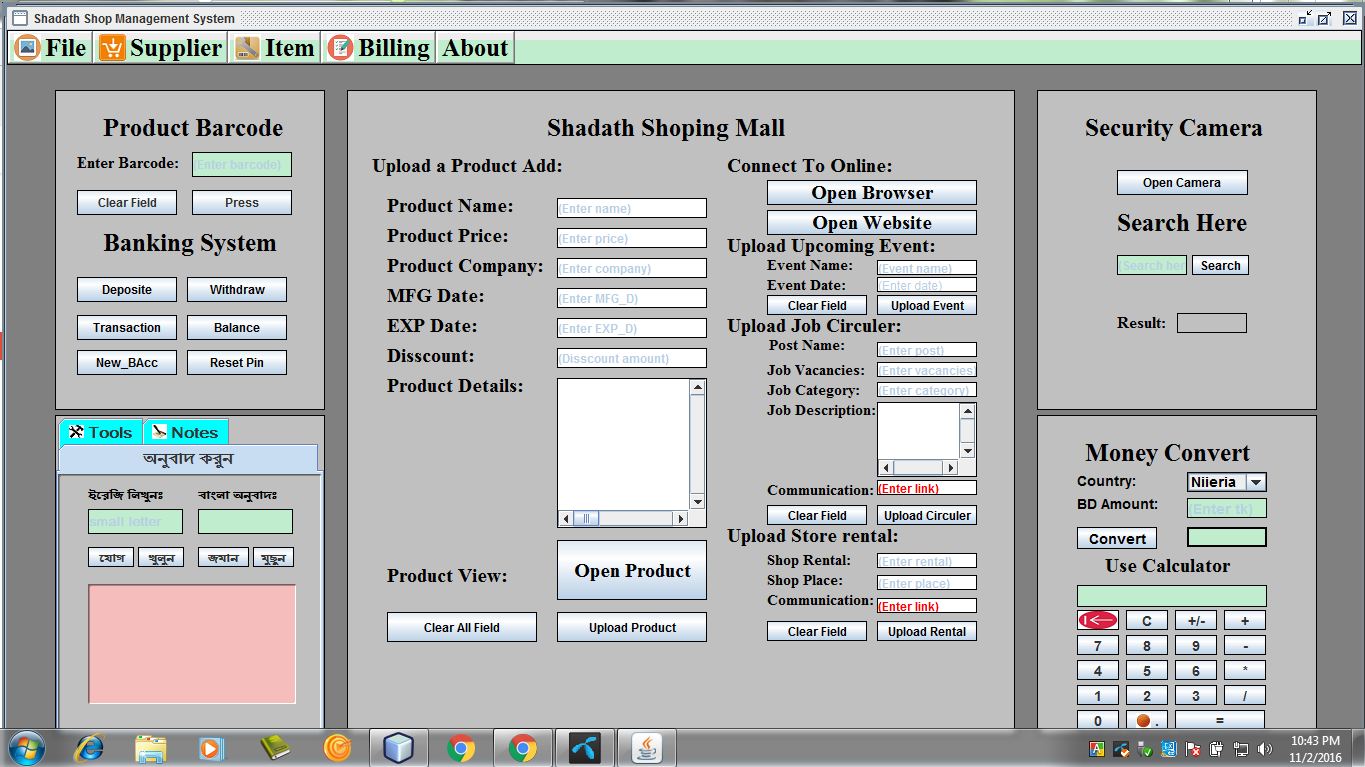 Shadath Shop Management System
File Supplier Item Billing About
Product Barcode
Enter Barcode: (Enter barcode)
Clear Field Press
Banking System
Deposite Withdraw
Transaction Balance
New_BAcc Reset Pin
Tools Notes
অনুবাদ করুন
ইংরেজি লিখুনঃ বাংলা অনুবাদঃ
small letter
যোগ খুলুন জমান মুছুন
Shadath Shoping Mall
Upload a Product Add:
Product Name: (Enter name)
Product Price: (Enter price)
Product Company: (Enter company)
MFG Date: (Enter MFG_D)
EXP Date: (Enter EXP_D)
Disscount: (Disscount amount)
Product Details:
Product View: Open Product
Clear All Field Upload Product
Connect To Online:
Open Browser
Open Website
Upload Upcoming Event:
Event Name: (Event name)
Event Date: (Enter date)
Clear Field Upload Event
Upload Job Circuler:
Post Name: (Enter post)
Job Vacancies: (Enter vacancies)
Job Category: (Enter category)
Job Description:
Communication: (Enter link)
Clear Field Upload Circuler
Upload Store rental:
Shop Rental: (Enter rental)
Shop Place: (Enter place)
Communication: (Enter link)
Clear Field Upload Rental
Security Camera
Open Camera
Search Here
(Search her Search
Result:
Money Convert
Country: Niieria
BD Amount: (Enter tk)
Convert
Use Calculator
C +/- +
7 8 9 -
4 5 6 *
1 2 3 /
0 . =
10:43 PM
11/2/2016